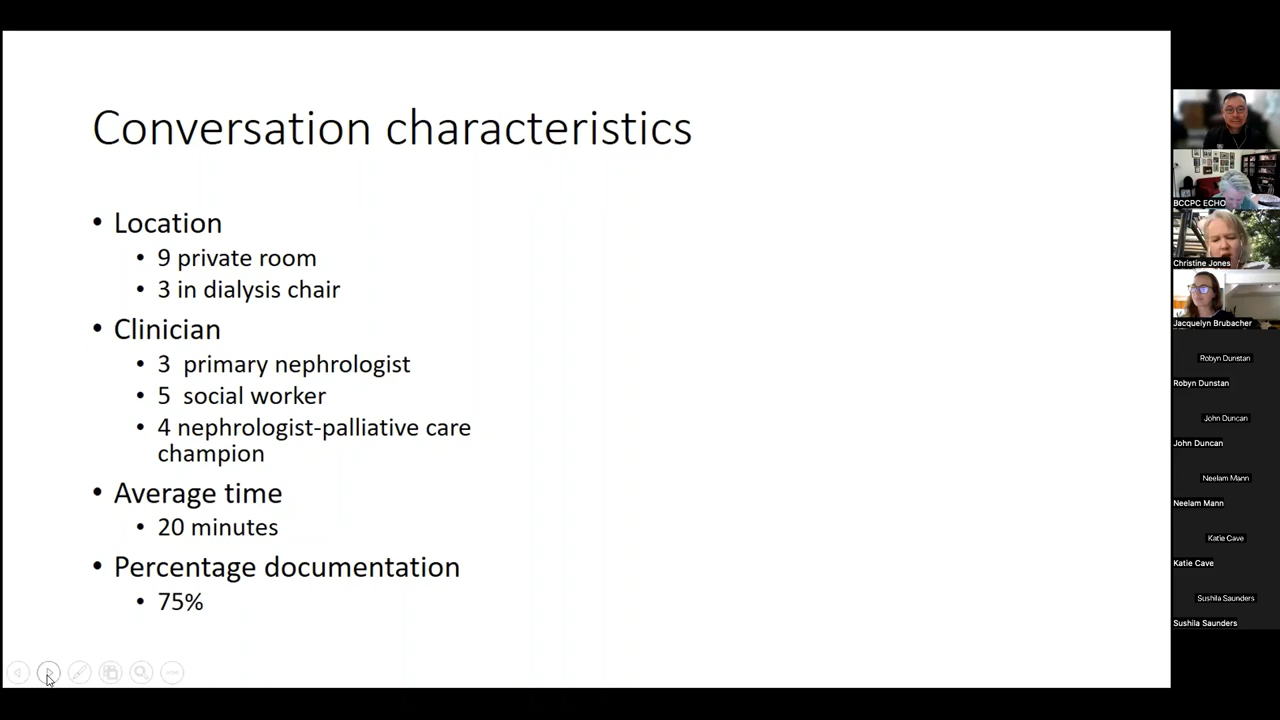 Conversation characteristics
• Location
• 9 private room
• 3 in dialysis chair
• Clinician
• 3 primary nephrologist
• 5 social worker
• 4 nephrologist-palliative care
champion
• Average time
• 20 minutes
• Percentage documentation
• 75%
BCCPC ECHO
Christine Jones
Jacquelyn Brubacher
Robyn Dunstan
Robyn Dunstan
John Duncan
John Duncan
Neelam Mann
Neelam Mann
Katie Cave
Katie Cave
Sushila Saunders
Sushila Saunders